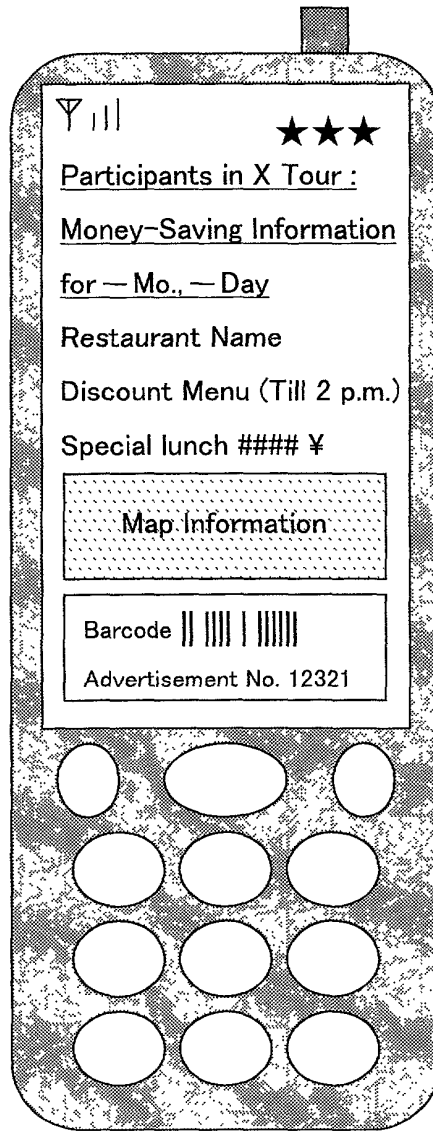 ★★★
Participants in X Tour :
Money-Saving Information
for — Mo., — Day
Restaurant Name
Discount Menu (Till 2 p.m.)
Special lunch #### ¥
Map Information
Barcode
Advertisement No. 12321